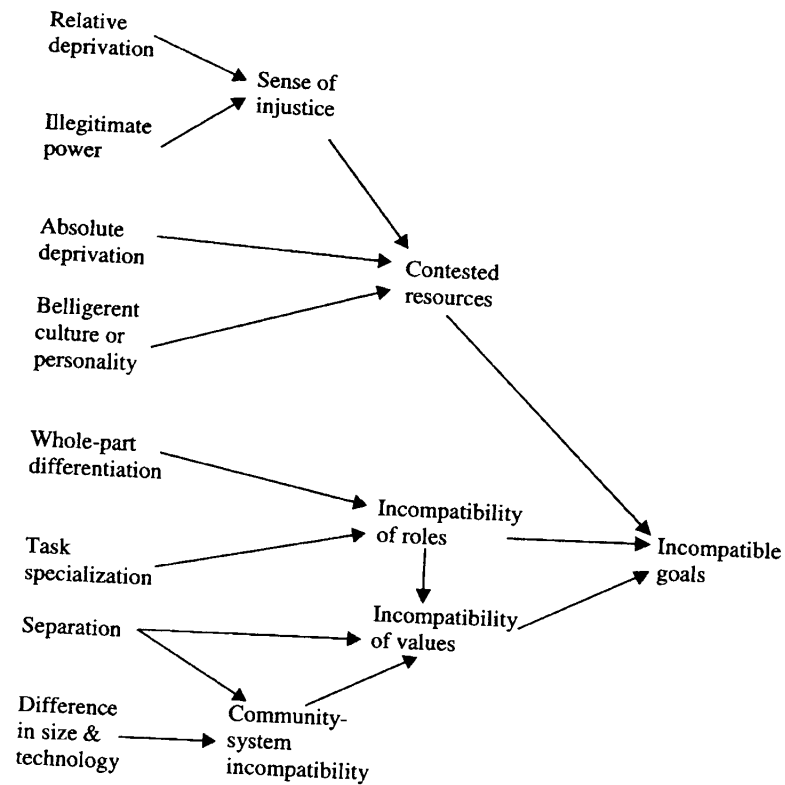 Relative
deprivation
Sense of
injustice
Illegitimate
power
Absolute
deprivation
Contested
resources
Belligerent
culture or
personality
Whole-part
differentiation
Incompatibility
of roles
Incompatible
goals
Task
specialization
Separation
Incompatibility
of values
Difference
in size &
technology
Community-
system
incompatibility